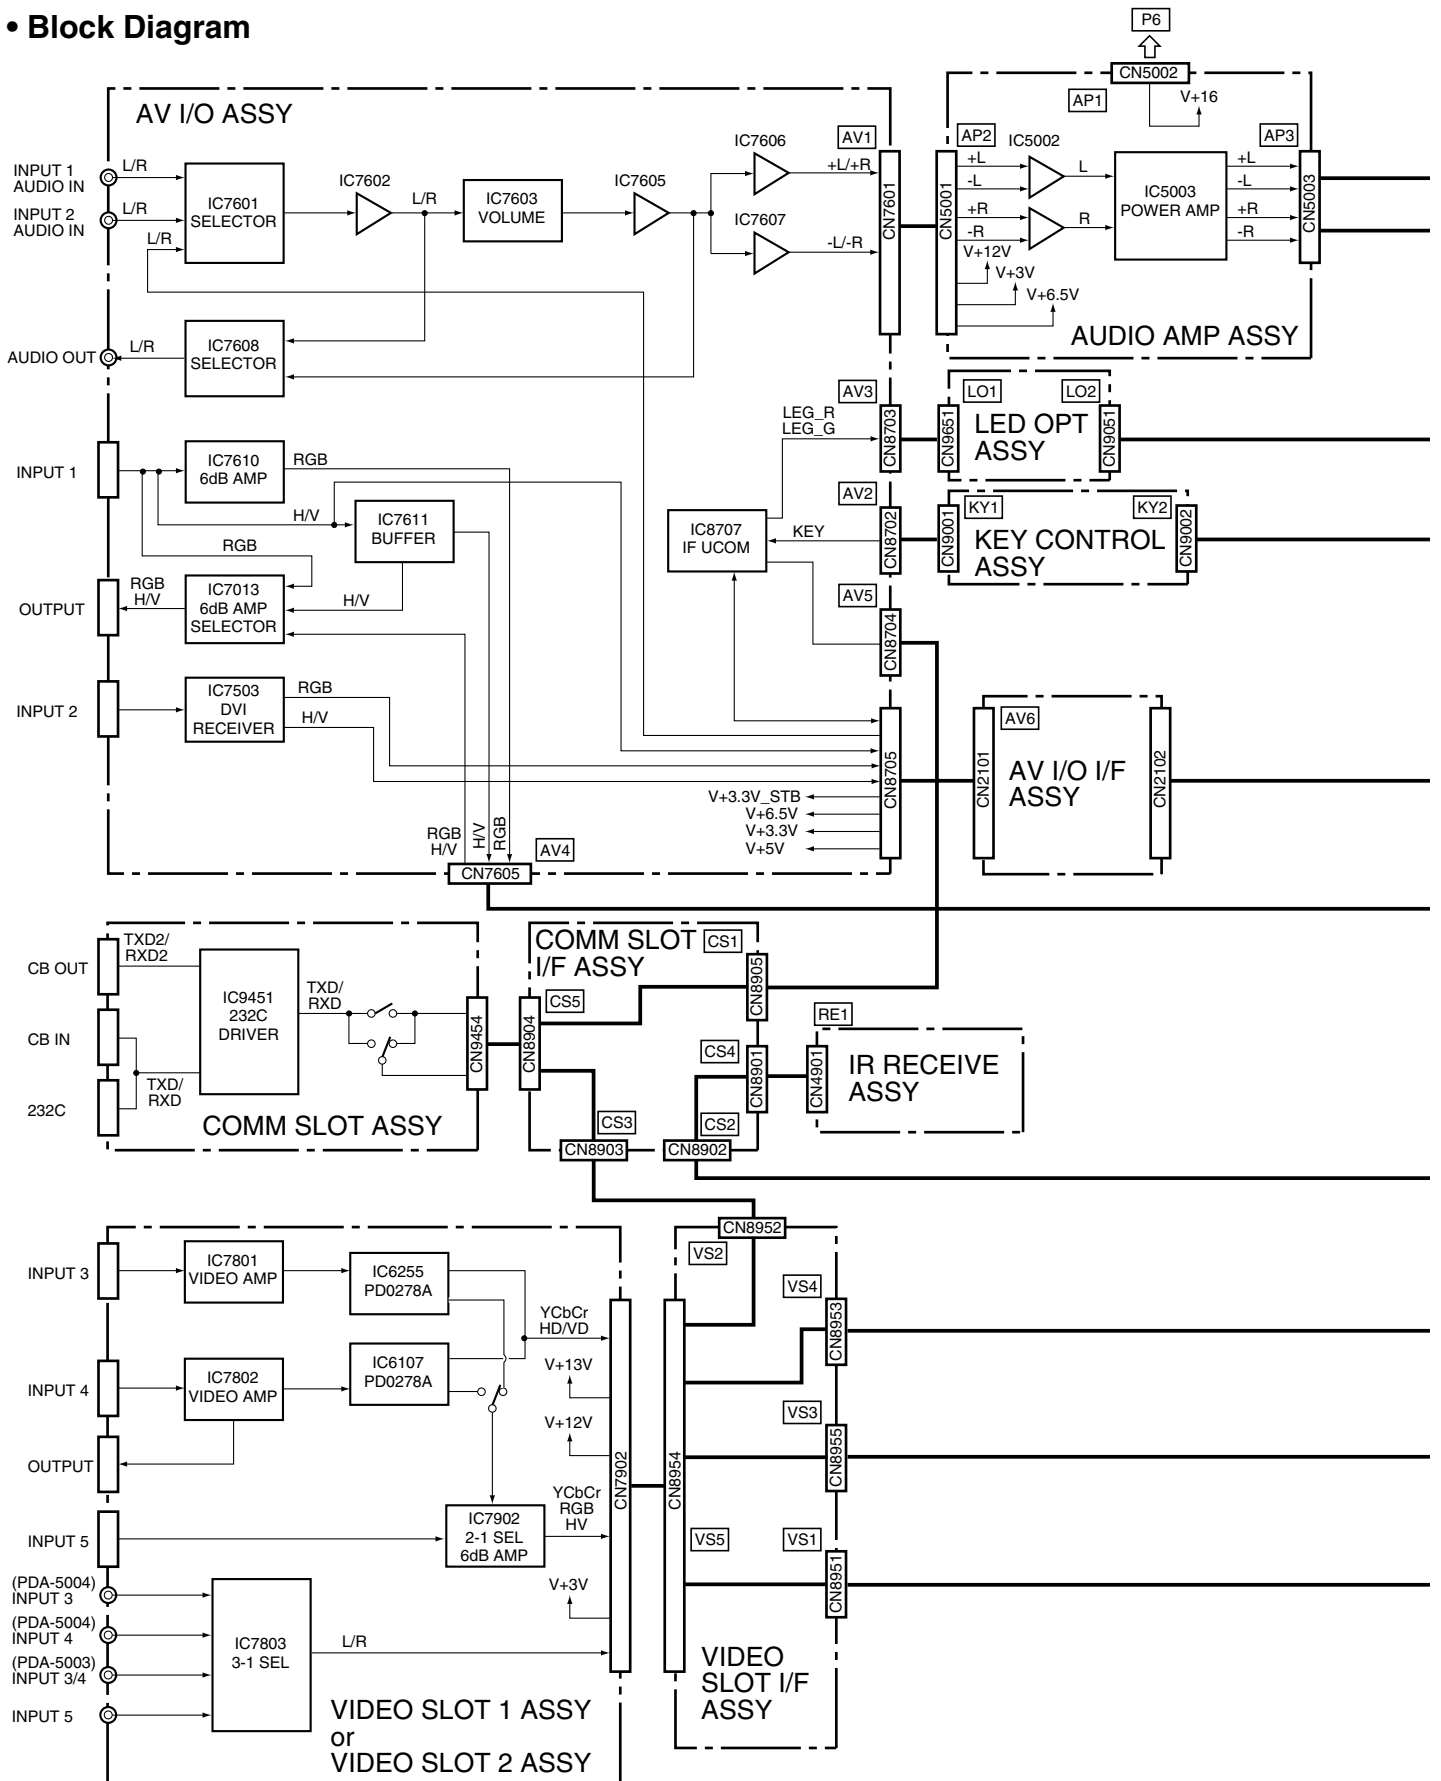 • Block Diagram
P6
CN5002
AP1
V+16
AV I/O ASSY
INPUT 1
AUDIO IN
L/R
INPUT 2
AUDIO IN
L/R
L/R
IC7601
SELECTOR
IC7602
L/R
IC7603
VOLUME
IC7605
IC7606
IC7607
+L/+R
-L/-R
AV1
CN7601
AP2
CN5001
IC5002
+L
-L
+R
-R
L
R
IC5003
POWER AMP
+L
-L
+R
-R
AP3
CN5003
V+12V
V+3V
V+6.5V
AUDIO AMP ASSY
AUDIO OUT
L/R
IC7608
SELECTOR
AV3
CN8703
LEG_R
LEG_G
LO1
LO2
CN9651
LED OPT
ASSY
CN9051
INPUT 1
IC7610
6dB AMP
RGB
H/V
IC7611
BUFFER
RGB
IC8707
IF UCOM
KEY
AV2
CN8702
KY1
KY2
CN9001
KEY CONTROL
ASSY
CN9002
OUTPUT
RGB
H/V
IC7013
6dB AMP
SELECTOR
H/V
AV5
CN8704
INPUT 2
IC7503
DVI
RECEIVER
RGB
H/V
CN8705
V+3.3V_STB
V+6.5V
V+3.3V
V+5V
AV6
CN2101
AV I/O I/F
ASSY
CN2102
RGB
H/V
H/V
RGB
AV4
CN7605
CB OUT
TXD2/
RXD2
CB IN
232C
TXD/
RXD
IC9451
232C
DRIVER
TXD/
RXD
CN9454
COMM SLOT ASSY
COMM SLOT
I/F ASSY
CS1
CN8905
CS5
CN8904
CS4
CN8901
CS3
CN8903
CS2
CN8902
RE1
CN4901
IR RECEIVE
ASSY
INPUT 3
IC7801
VIDEO AMP
IC6255
PD0278A
YCbCr
HD/VD
INPUT 4
IC7802
VIDEO AMP
IC6107
PD0278A
V+13V
V+12V
OUTPUT
INPUT 5
IC7902
2-1 SEL
6dB AMP
YCbCr
RGB
HV
CN7902
V+3V
(PDA-5004)
INPUT 3
(PDA-5004)
INPUT 4
(PDA-5003)
INPUT 3/4
INPUT 5
IC7803
3-1 SEL
L/R
VIDEO SLOT 1 ASSY
or
VIDEO SLOT 2 ASSY
CN8952
VS2
VS4
CN8953
VS3
CN8955
CN8954
VS5
VS1
CN8951
VIDEO
SLOT I/F
ASSY